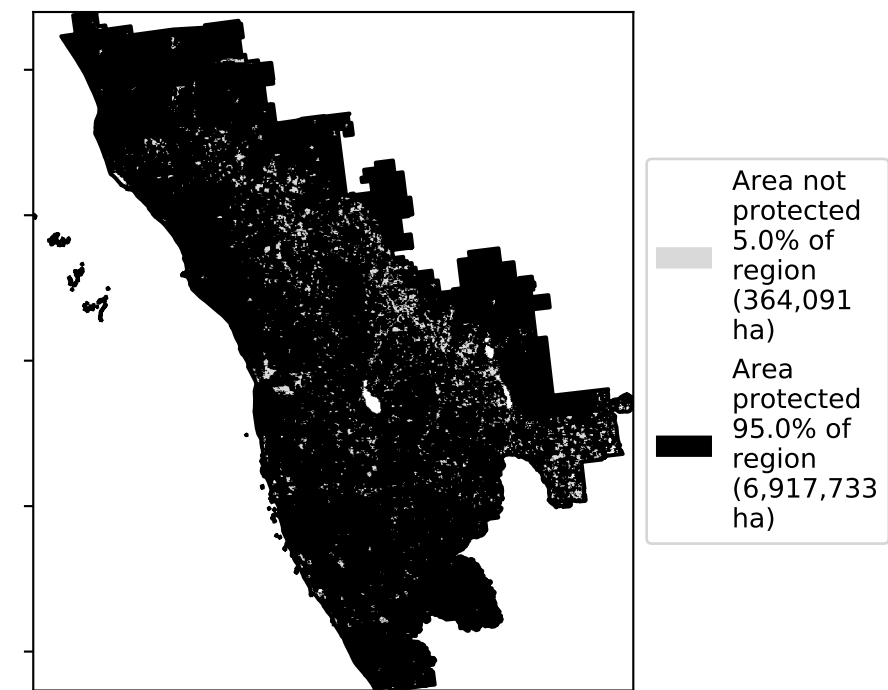 Area not
protected
5.0% of
region
(364,091
ha)
Area
protected
95.0% of
region
(6,917,733
ha)